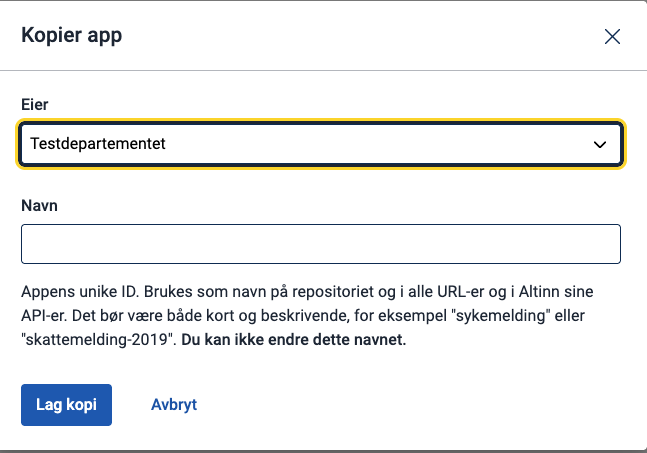 Kopier app
Eier
Testdepartementet
Navn
Appens unike ID. Brukes som navn på repositoriet og i alle URL-er og i Altinn sine
API-er. Det bør være både kort og beskrivende, for eksempel "sykemelding" eller
"skattemelding-2019". Du kan ikke endre dette navnet.
Lag kopi
Avbryt